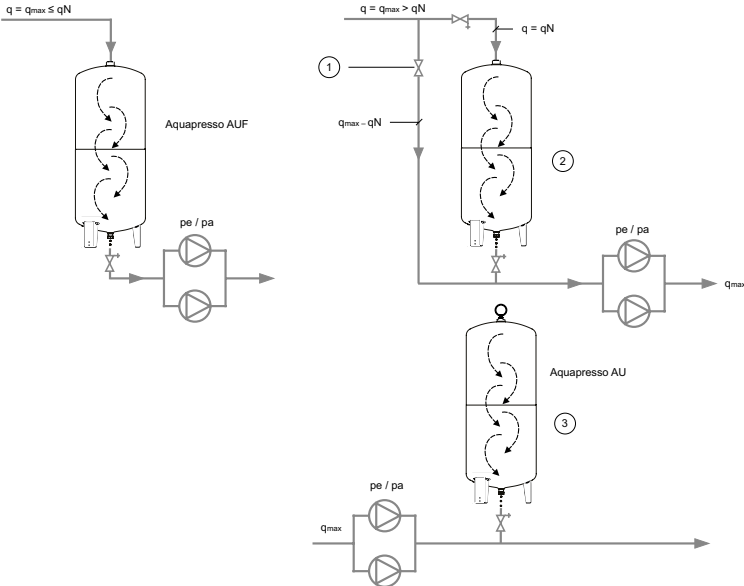 q = qmax ≤ qN
Aquapresso AUF
pe / pa
q = qmax > qN
q = qN
1
qmax – qN
2
pe / pa
qmax
Aquapresso AU
3
pe / pa
qmax